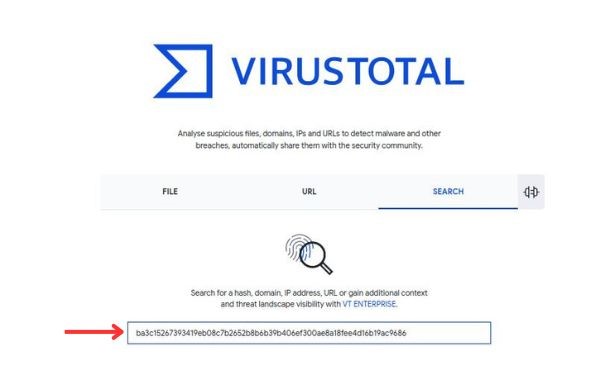 VIRUSTOTAL
Analyse suspicious files, domains, IPs and URLs to detect malware and other
breaches, automatically share them with the security community.
FILE URL SEARCH
Search for a hash, domain, IP address, URL or gain additional context
and threat landscape visibility with VT ENTERPRISE.
ba3c15267393419eb08c7b2652b8b6b39b406ef300ae8a18fee4d16b19ac9686